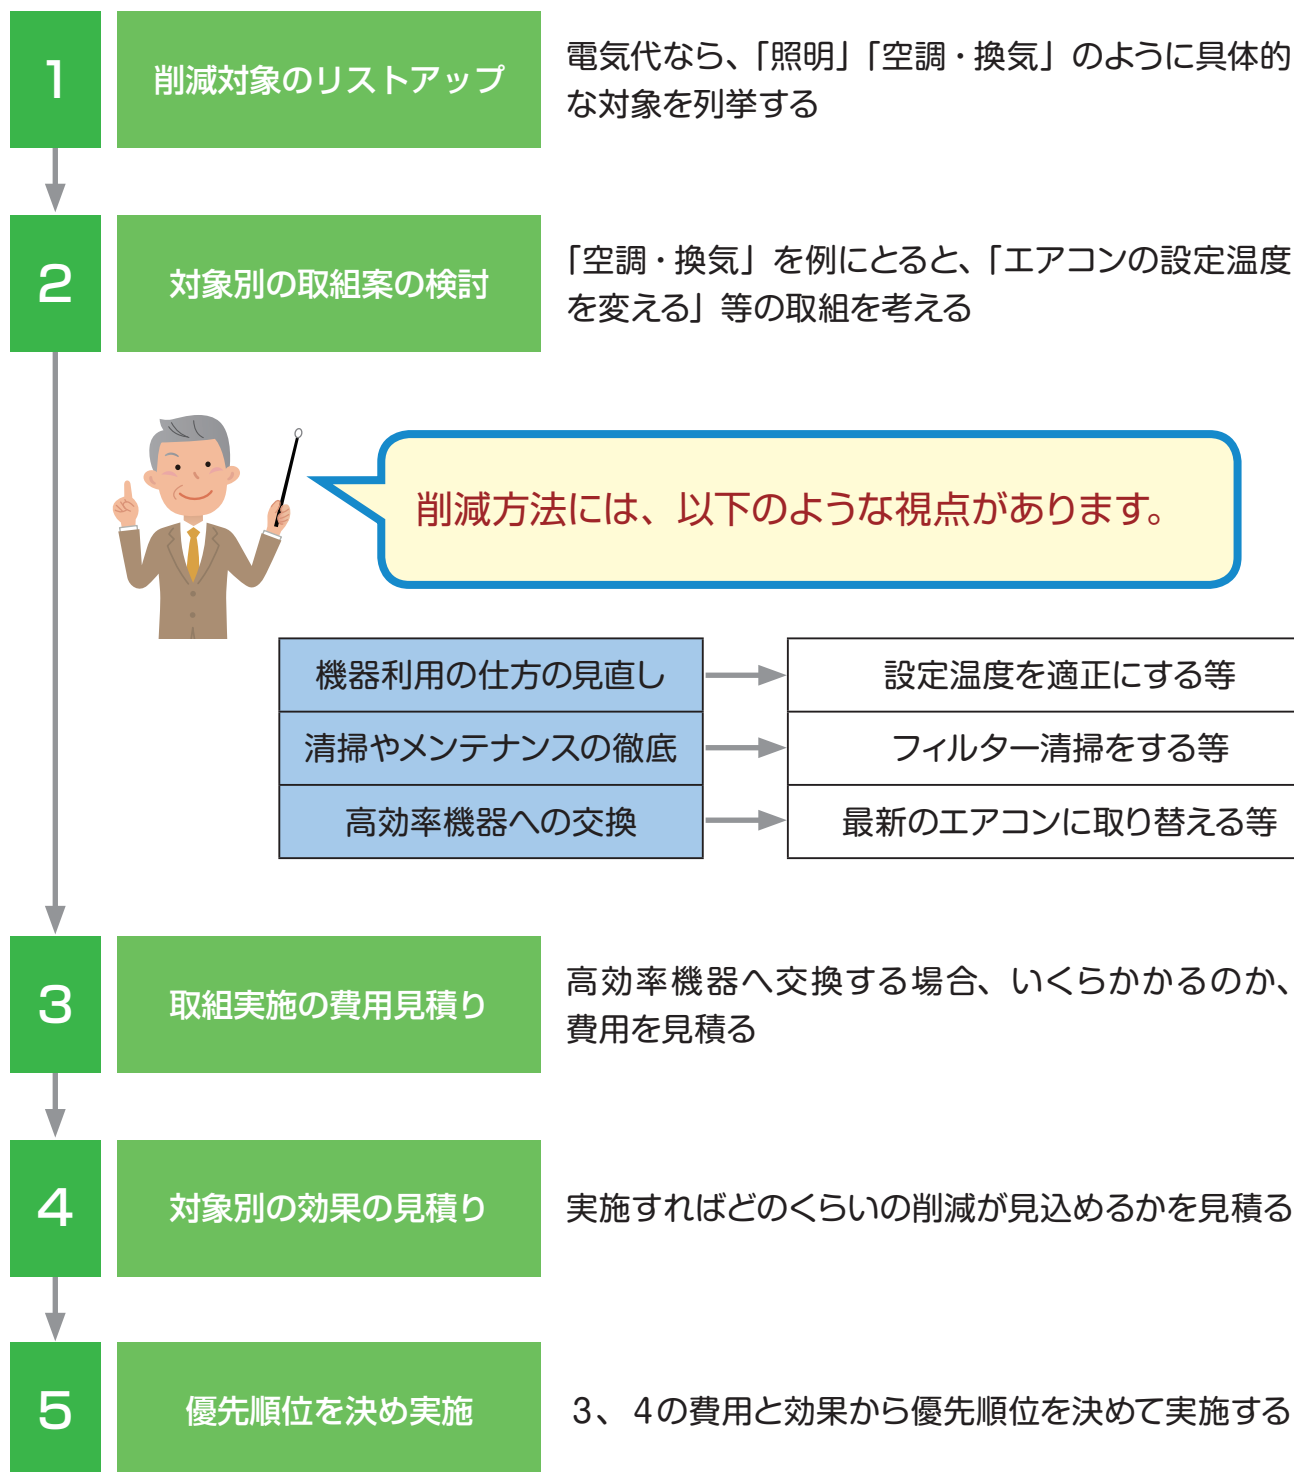 1
削減対象のリストアップ
電気代なら、「照明」「空調・換気」のように具体的
な対象を列挙する
2
対象別の取組案の検討
「空調・換気」を例にとると、「エアコンの設定温度
を変える」等の取組を考える
削減方法には、以下のような視点があります。
機器利用の仕方の見直し
設定温度を適正にする等
清掃やメンテナンスの徹底
フィルター清掃をする等
高効率機器への交換
最新のエアコンに取り替える等
3
取組実施の費用見積り
高効率機器へ交換する場合、いくらかかるのか、
費用を見積る
4
対象別の効果の見積り
実施すればどのくらいの削減が見込めるかを見積る
5
優先順位を決め実施
3、4の費用と効果から優先順位を決めて実施する